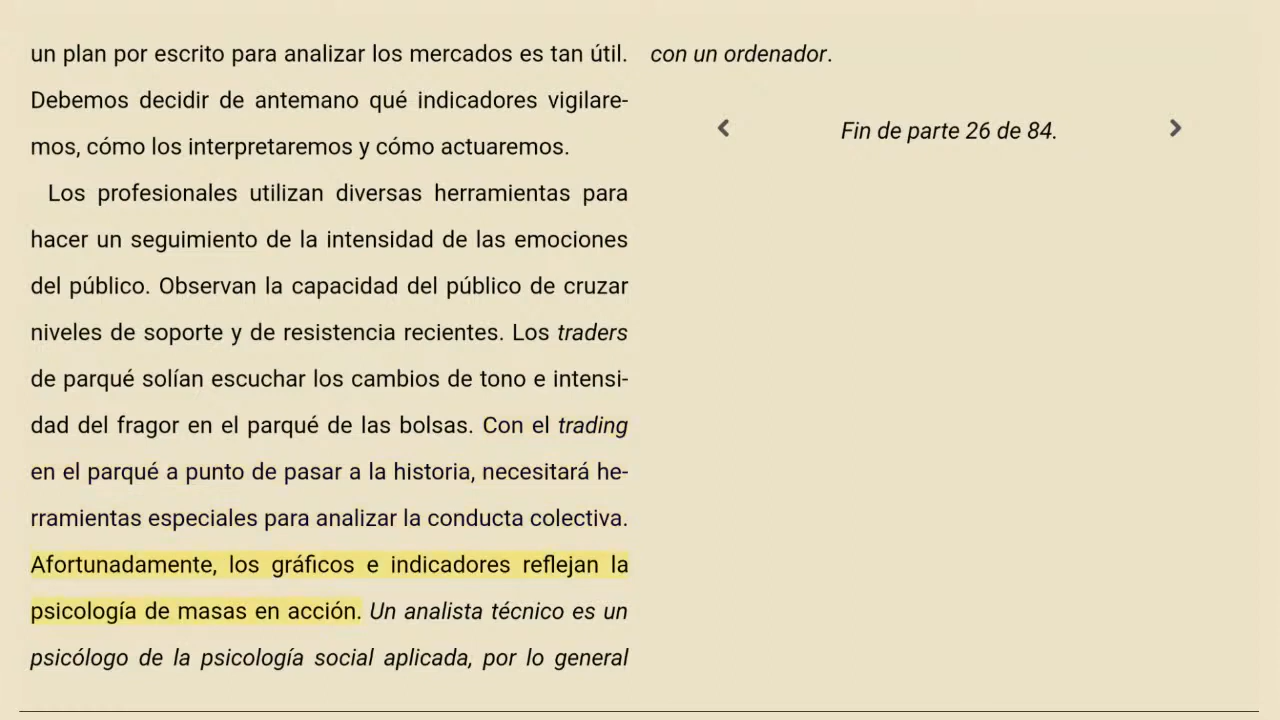 un plan por escrito para analizar los mercados es tan útil.
Debemos decidir de antemano qué indicadores vigilare-
mos, cómo los interpretaremos y cómo actuaremos.
Los profesionales utilizan diversas herramientas para
hacer un seguimiento de la intensidad de las emociones
del público. Observan la capacidad del público de cruzar
niveles de soporte y de resistencia recientes. Los traders
de parqué solían escuchar los cambios de tono e intensi-
dad del fragor en el parqué de las bolsas. Con el trading
en el parqué a punto de pasar a la historia, necesitará he-
rramientas especiales para analizar la conducta colectiva.
Afortunadamente, los gráficos e indicadores reflejan la
psicología de masas en acción. Un analista técnico es un
psicólogo de la psicología social aplicada, por lo general
con un ordenador.
Fin de parte 26 de 84.